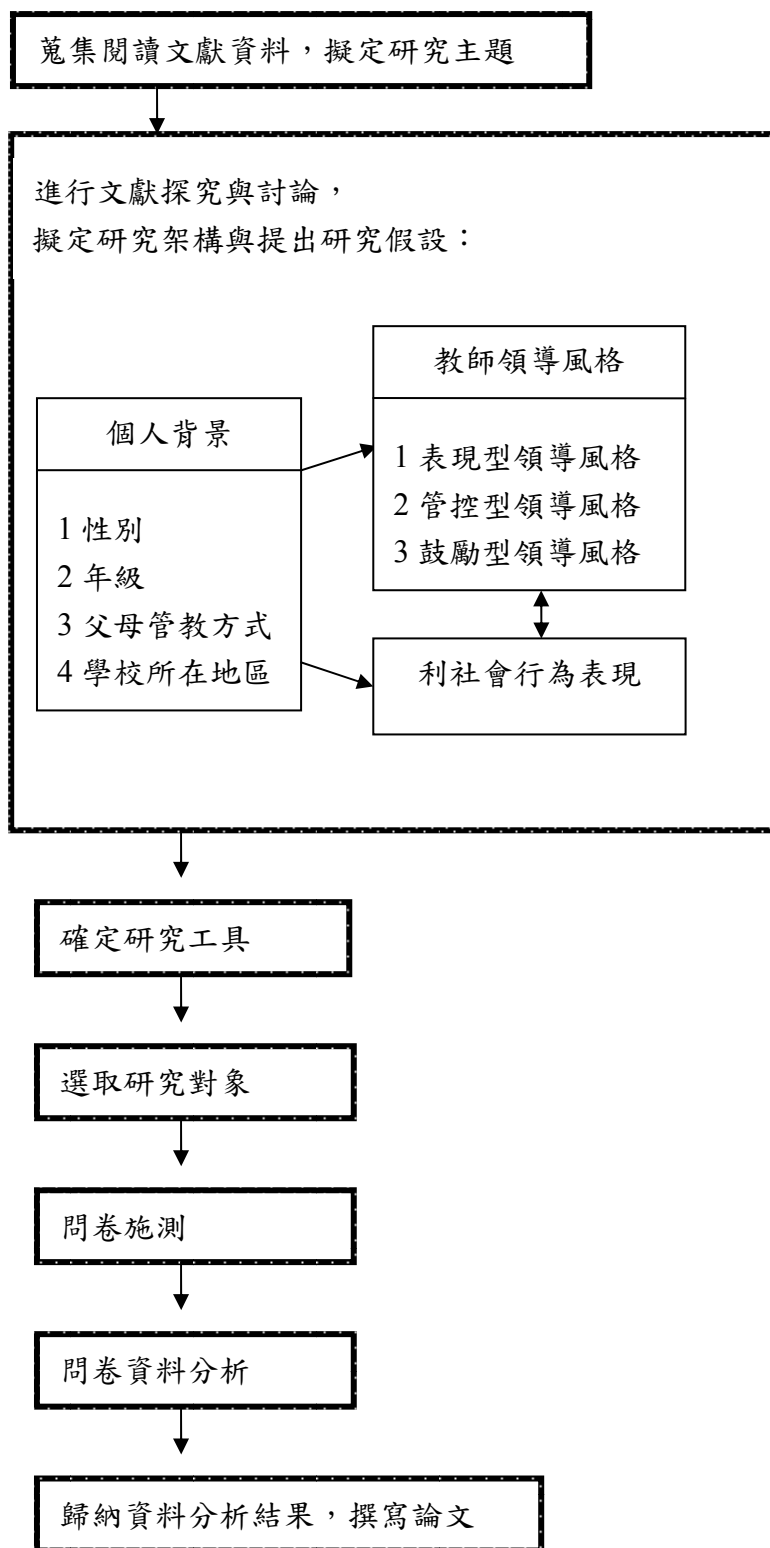 蒐集閱讀文獻資料，擬定研究主題
進行文獻探究與討論，
擬定研究架構與提出研究假設：
個人背景
1 性別
2 年級
3 父母管教方式
4 學校所在地區
教師領導風格
1 表現型領導風格
2 管控型領導風格
3 鼓勵型領導風格
利社會行為表現
確定研究工具
選取研究對象
問卷施測
問卷資料分析
歸納資料分析結果，撰寫論文